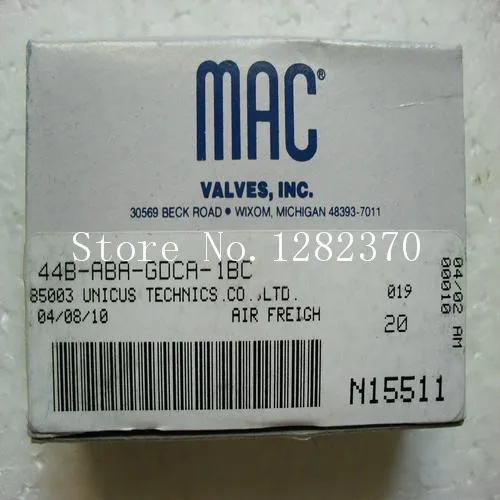 MAC®
VALVES, INC.
30569 BECK ROAD • WIXOM, MICHIGAN 48393-7011
Store No. 1282370
44B-ABA-GDCA-1BC
85003 UNICUS TECHNICS.CO.,LTD.
019
04/08/10
AIR FREIGH
20
04/02 AM
000010
N15511